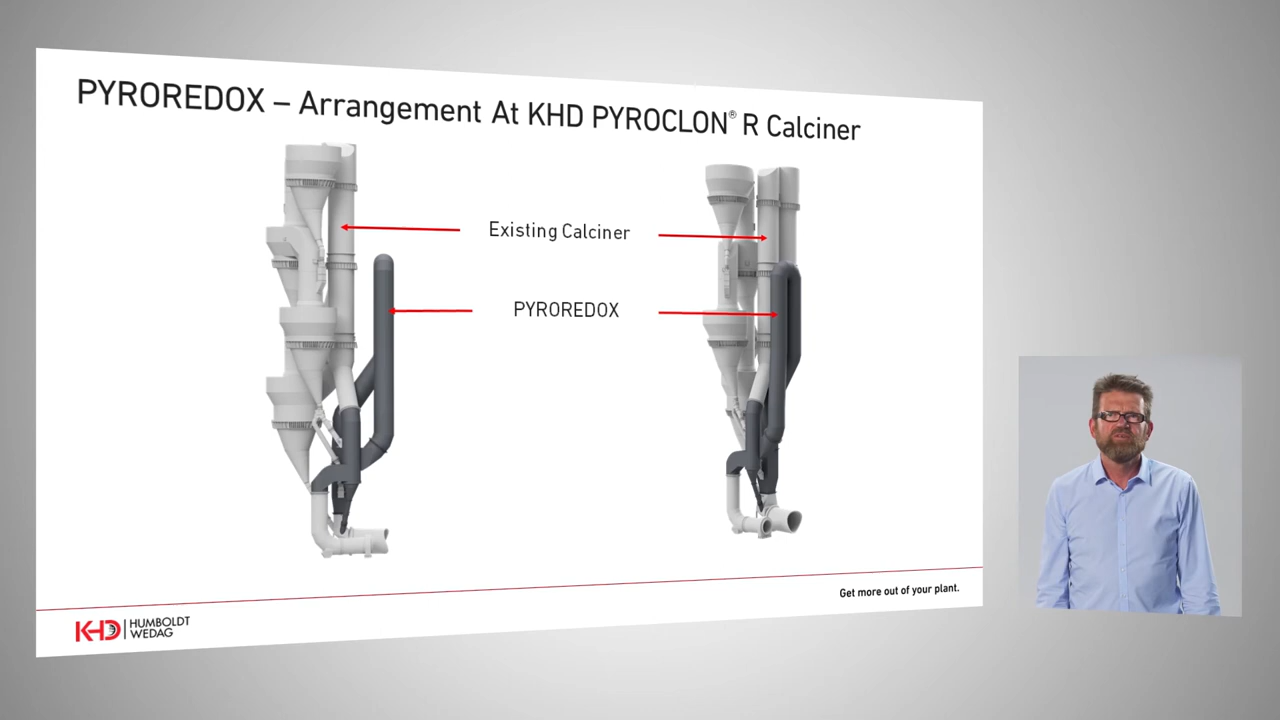 PYROREDOX – Arrangement At KHD PYROCLON® R Calciner
Existing Calciner
PYROREDOX
Get more out of your plant.
KHD
HUMBOLDT
WEDAG